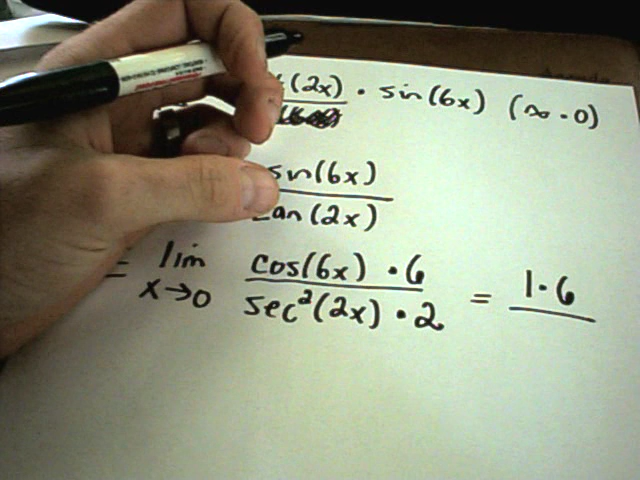 (2x) · sin(6x) (∞ · 0)
sin(6x)
tan(2x)
= lim x→0 cos(6x) · 6 / sec²(2x) · 2 = 1 · 6